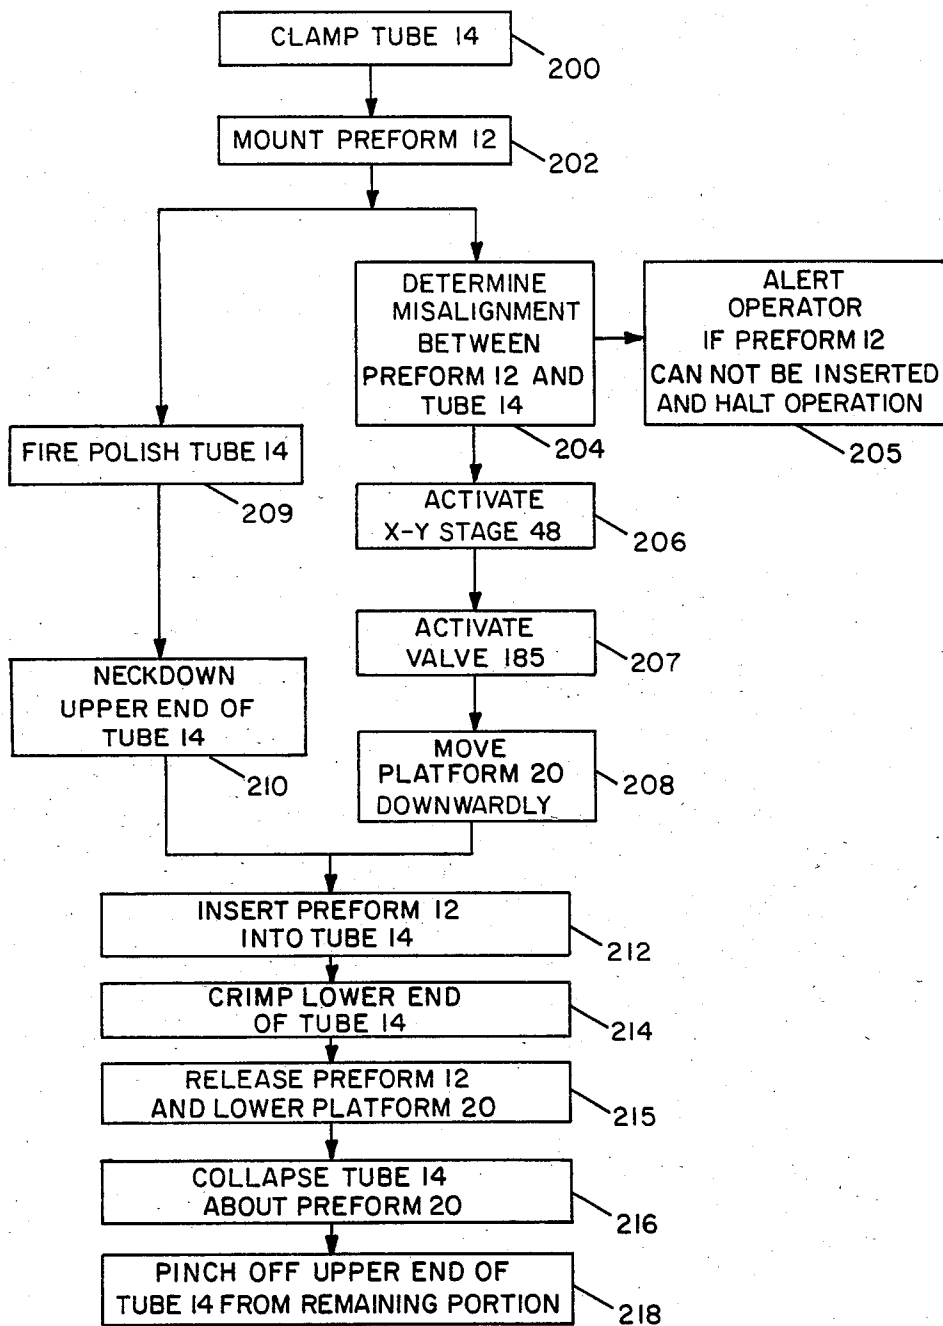 CLAMP TUBE 14
200
MOUNT PREFORM 12
202
DETERMINE
MISALIGNMENT
BETWEEN
PREFORM 12 AND
TUBE 14
204
ALERT
OPERATOR
IF PREFORM 12
CAN NOT BE INSERTED
AND HALT OPERATION
205
FIRE POLISH TUBE 14
209
ACTIVATE
X-Y STAGE 48
206
ACTIVATE
VALVE 185
207
NECKDOWN
UPPER END OF
TUBE 14
210
MOVE
PLATFORM 20
DOWNWARDLY
208
INSERT PREFORM 12
INTO TUBE 14
212
CRIMP LOWER END
OF TUBE 14
214
RELEASE PREFORM 12
AND LOWER PLATFORM 20
215
COLLAPSE TUBE 14
ABOUT PREFORM 20
216
PINCH OFF UPPER END OF
TUBE 14 FROM REMAINING PORTION
218